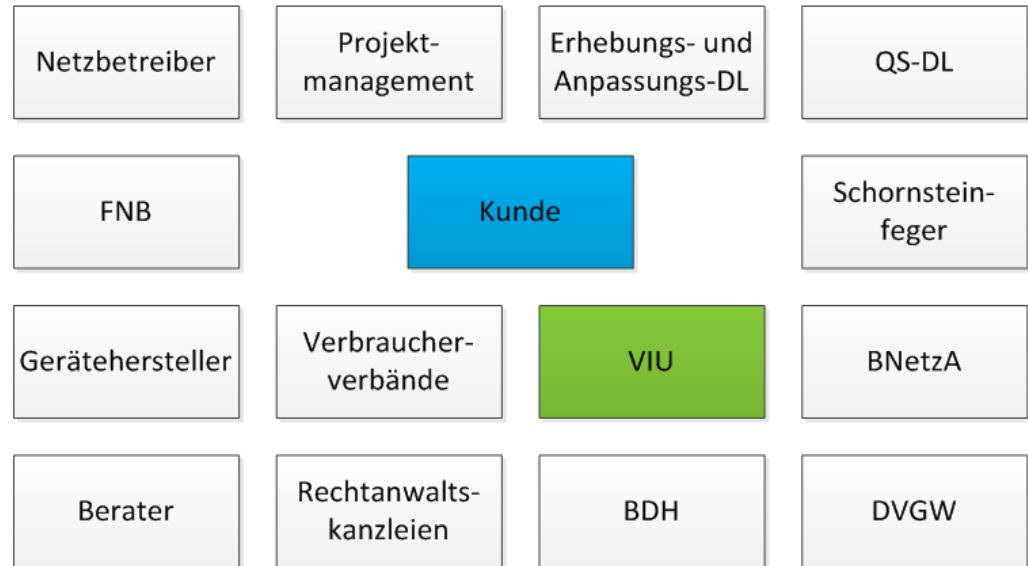 Netzbetreiber
Projekt-
management
Erhebungs- und
Anpassungs-DL
QS-DL
FNB
Kunde
Schornstein-
feger
Gerätehersteller
Verbraucher-
verbände
VIU
BNetzA
Berater
Rechtanwalts-
kanzleien
BDH
DVGW